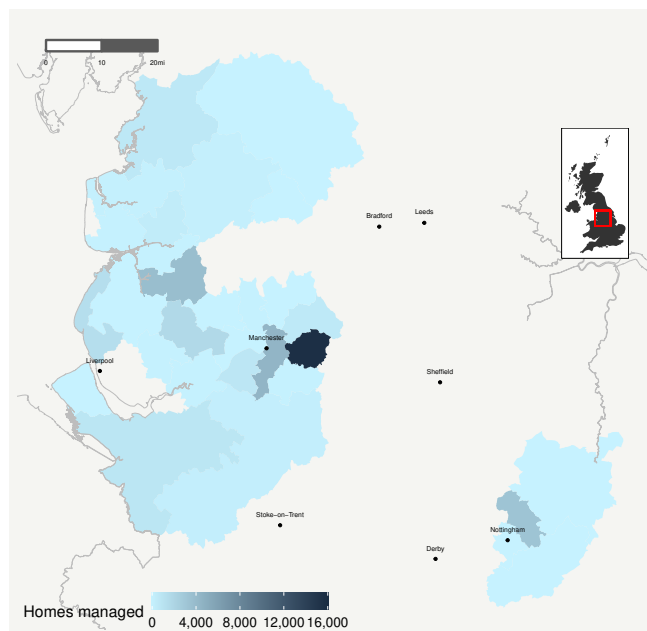 0 10 20mi
Bradford
Leeds
Manchester
Liverpool
Sheffield
Stoke−on−Trent
Nottingham
Derby
Homes managed
0 4,000 8,000 12,000 16,000